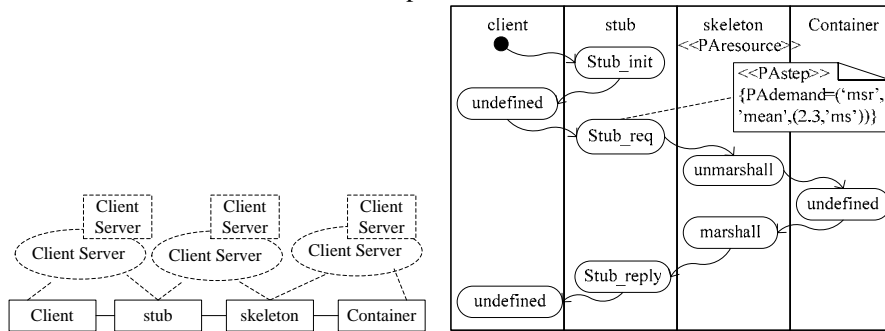 client
stub
skeleton
<<PAresource>>
Container
Stub_init
undefined
Stub_req
<<PAstep>>
{PAdemand=('msr',
'mean',(2.3,'ms'))}
unmarshall
undefined
marshall
Stub_reply
undefined
Client
Server
Client Server
Client
Server
Client Server
Client
Server
Client Server
Client
stub
skeleton
Container